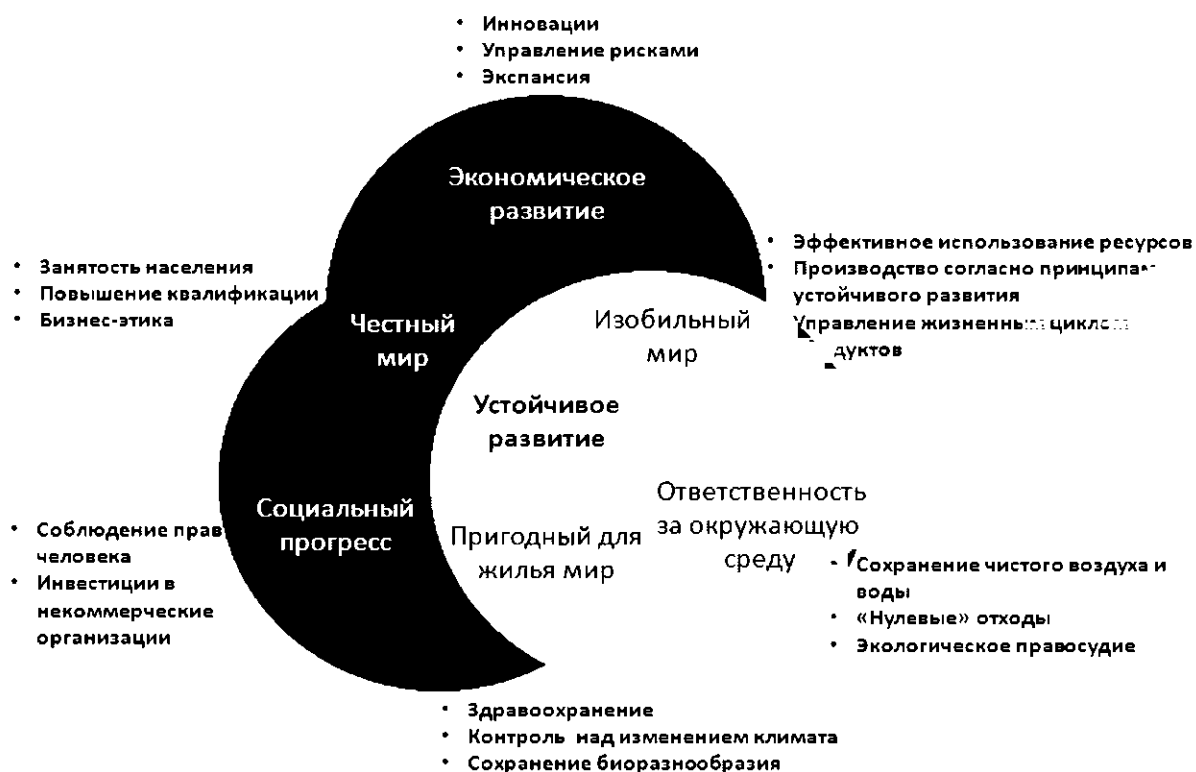 • Инновации
• Управление рисками
• Экспансия
Экономическое
развитие
• Эффективное использование ресурсов
• Производство согласно
устойчивого развития
Управление
• Занятость населения
• Повышение квалификации
• Бизнес-этика
Честный
мир
Изобильный
мир
Устойчивое
развитие
Социальный
прогресс
Пригодный для
жилья мир
Ответственность
за окружающую
среду
• Соблюдение прав
человека
• Инвестиции в
некоммерческие
организации
Сохранение чистого воздуха и
воды
• «Нулевые» отходы
• Экологическое правосудие
• Здравоохранение
• Контроль над изменением климата
• Сохранение биоразнообразия